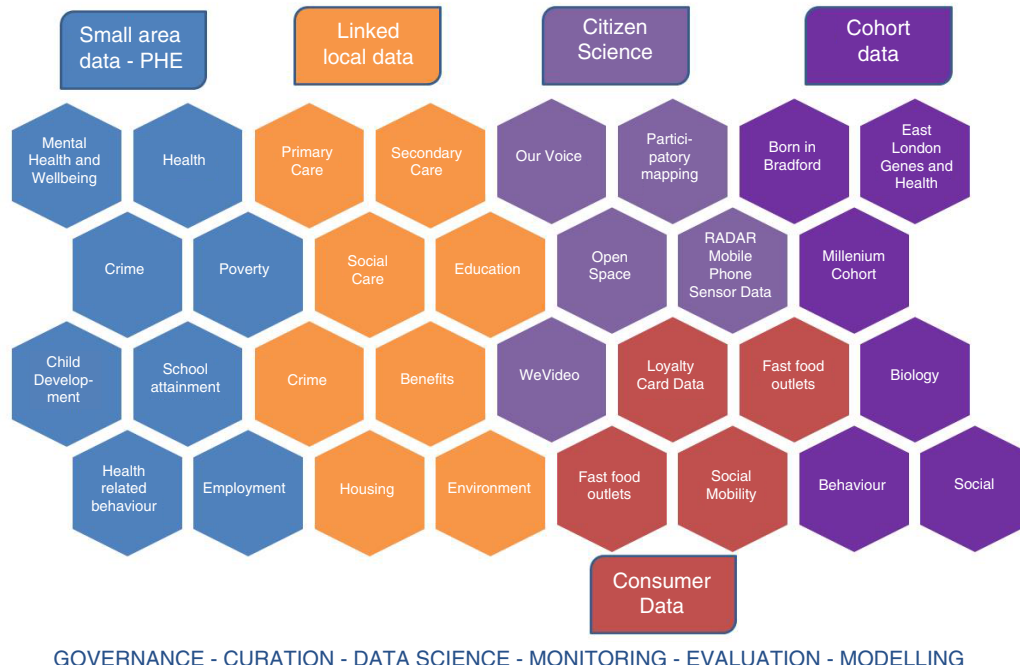 Small area
data - PHE
Linked
local data
Citizen
Science
Cohort
data
Mental
Health and
Wellbeing
Health
Primary
Care
Secondary
Care
Our Voice
Partici-
patory
mapping
Born in
Bradford
East
London
Genes and
Health
Crime
Poverty
Social
Care
Education
Open
Space
RADAR
Mobile
Phone
Sensor Data
Millenium
Cohort
Child
Develop-
ment
School
attainment
Crime
Benefits
WeVideo
Loyalty
Card Data
Fast food
outlets
Biology
Health
related
behaviour
Employment
Housing
Environment
Fast food
outlets
Social
Mobility
Behaviour
Social
Consumer
Data
GOVERNANCE - CURATION - DATA SCIENCE - MONITORING - EVALUATION - MODELLING